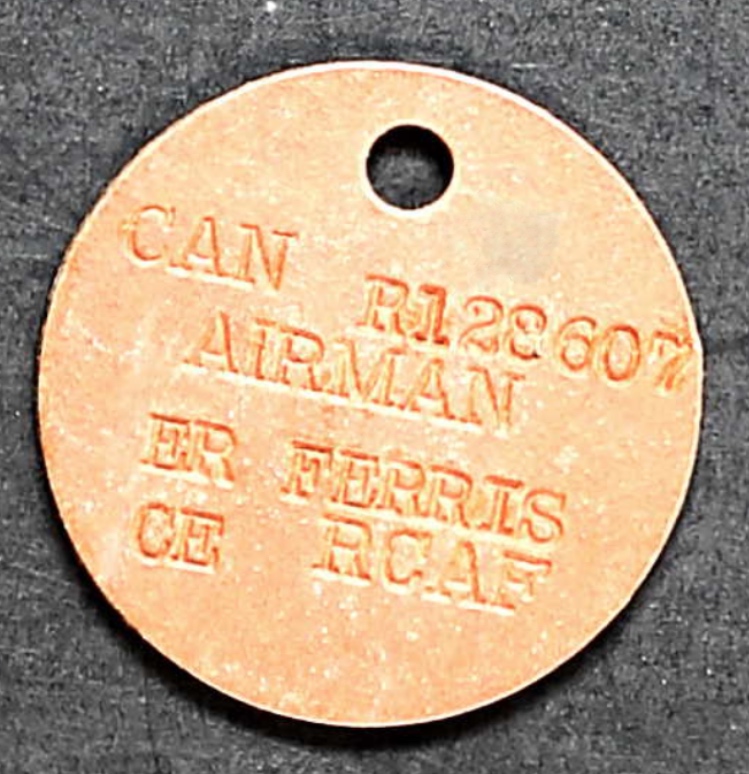 CAN R128607
AIRMAN
ER FERRIS
CE RCAF